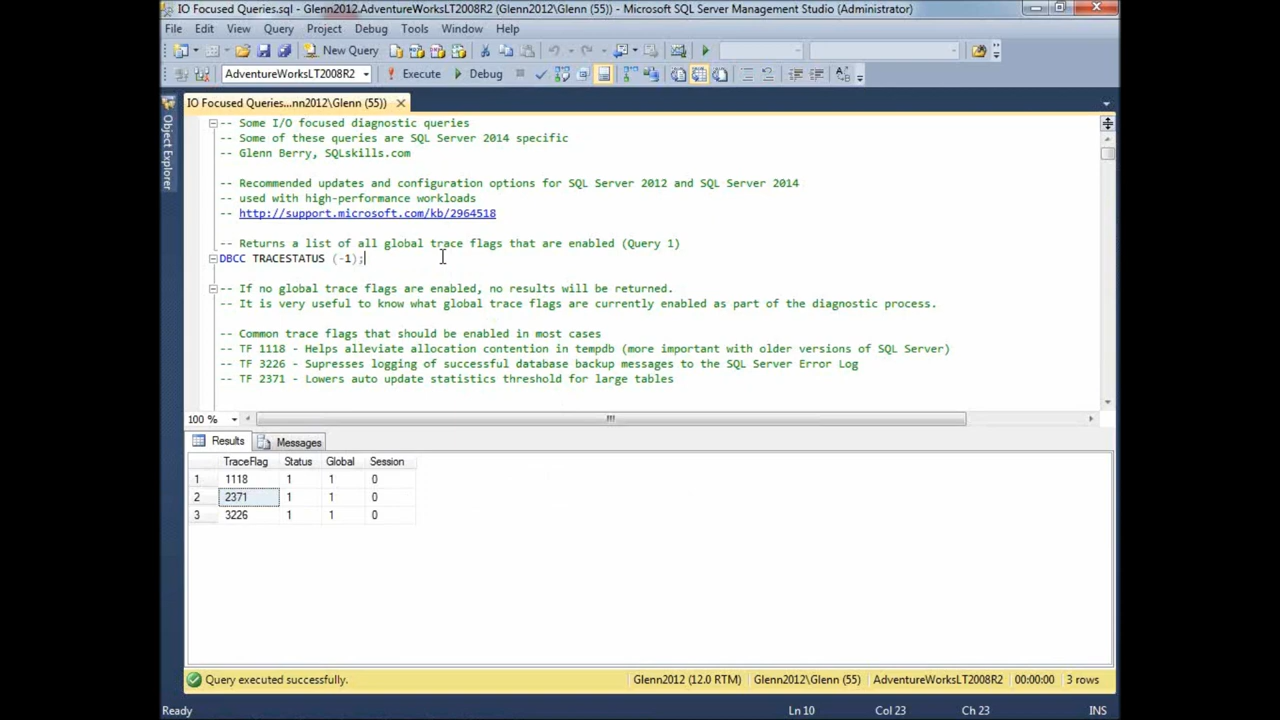 IO Focused Queries.sql - Glenn2012.AdventureWorksLT2008R2 (Glenn2012\Glenn (55)) - Microsoft SQL Server Management Studio (Administrator)
File Edit View Query Project Debug Tools Window Help
New Query
AdventureWorksLT2008R2 Execute Debug
IO Focused Queries...nn2012\Glenn (55))
Object Explorer
-- Some I/O focused diagnostic queries
-- Some of these queries are SQL Server 2014 specific
-- Glenn Berry, SQLskills.com
-- Recommended updates and configuration options for SQL Server 2012 and SQL Server 2014
-- used with high-performance workloads
-- http://support.microsoft.com/kb/2964518
-- Returns a list of all global trace flags that are enabled (Query 1)
DBCC TRACESTATUS (-1);
-- If no global trace flags are enabled, no results will be returned.
-- It is very useful to know what global trace flags are currently enabled as part of the diagnostic process.
-- Common trace flags that should be enabled in most cases
-- TF 1118 - Helps alleviate allocation contention in tempdb (more important with older versions of SQL Server)
-- TF 3226 - Supresses logging of successful database backup messages to the SQL Server Error Log
-- TF 2371 - Lowers auto update statistics threshold for large tables
100 %
Results Messages
TraceFlag Status Global Session
1 1118 1 1 0
2 2371 1 1 0
3 3226 1 1 0
Query executed successfully. Glenn2012 (12.0 RTM) Glenn2012\Glenn (55) AdventureWorksLT2008R2 00:00:00 3 rows
Ready Ln 10 Col 23 Ch 23 INS